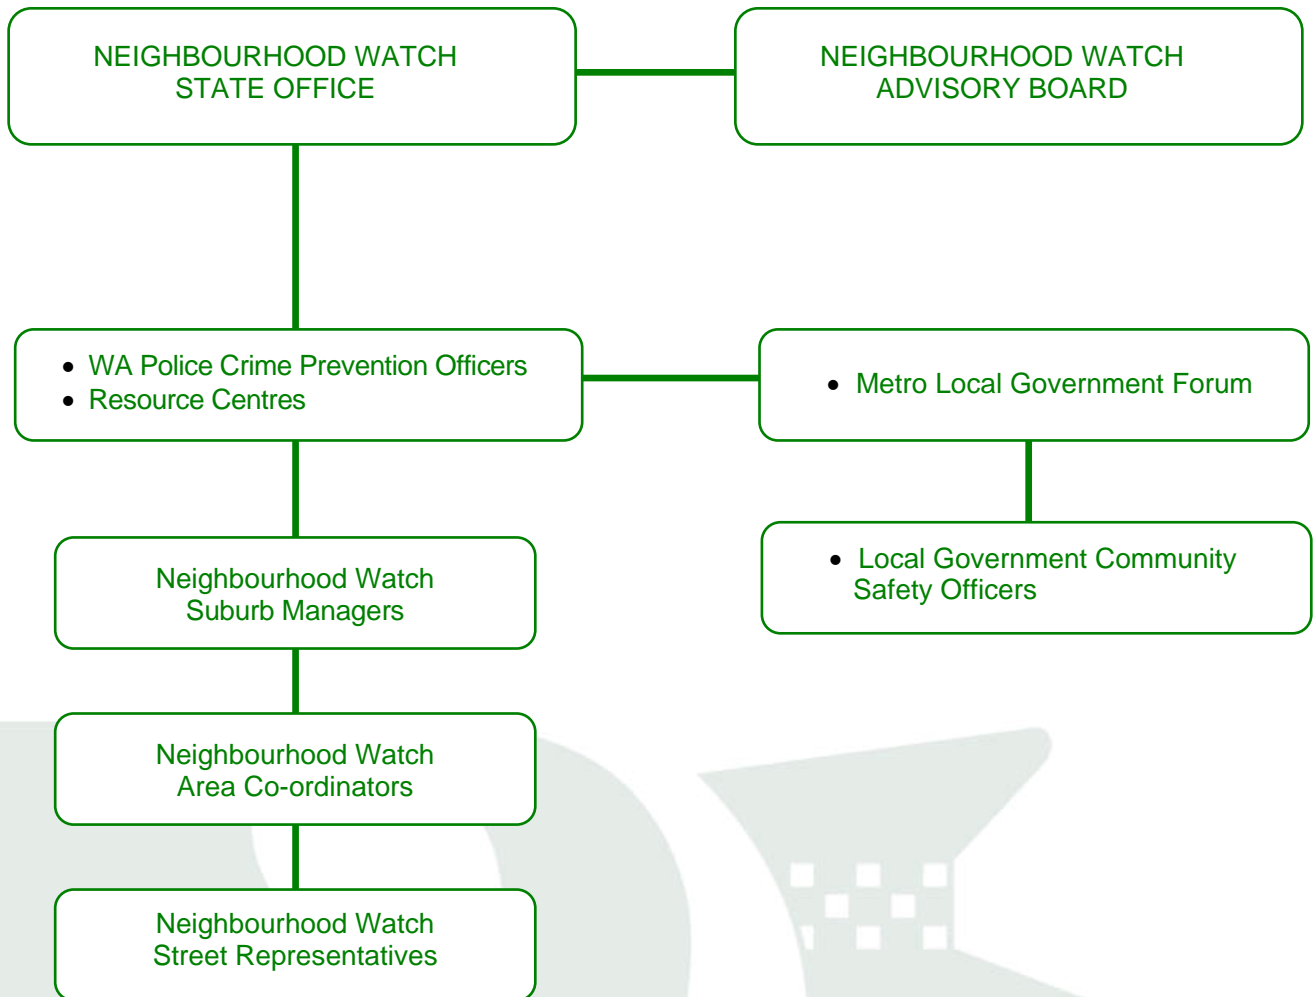 NEIGHBOURHOOD WATCH
STATE OFFICE
NEIGHBOURHOOD WATCH
ADVISORY BOARD
• WA Police Crime Prevention Officers
• Resource Centres
• Metro Local Government Forum
Neighbourhood Watch
Suburb Managers
• Local Government Community
Safety Officers
Neighbourhood Watch
Area Co-ordinators
Neighbourhood Watch
Street Representatives